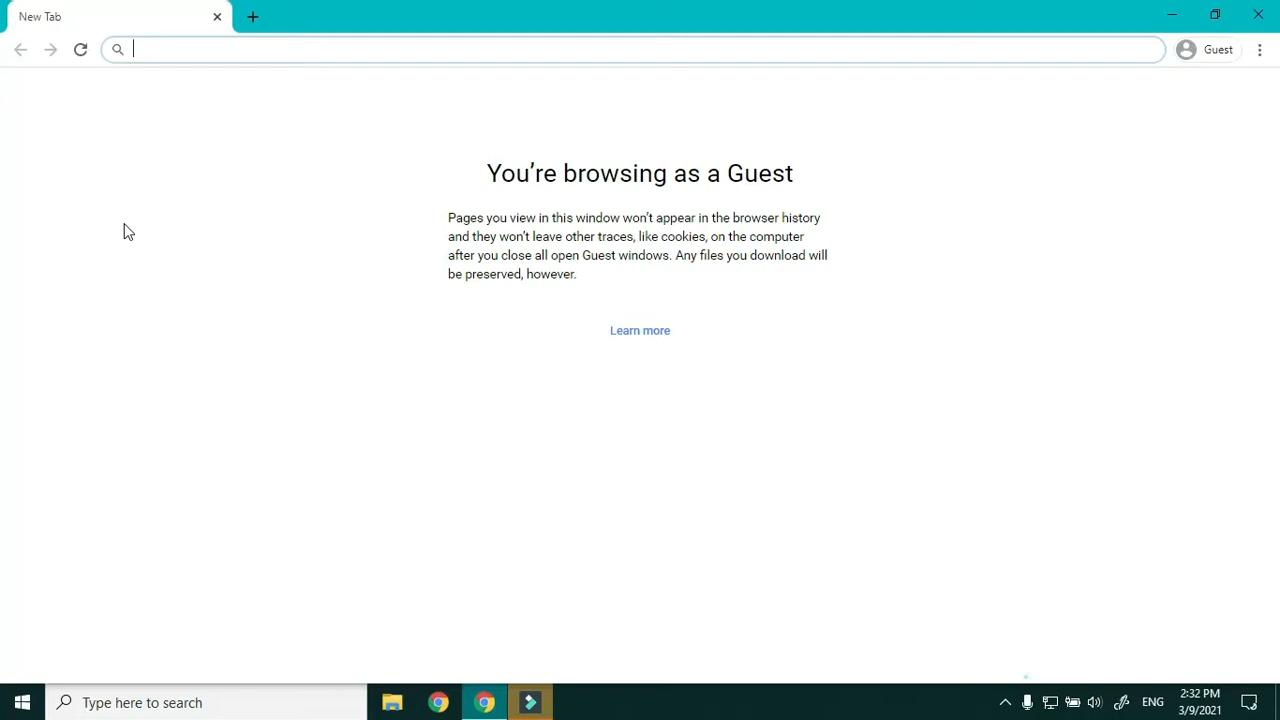 New Tab
Guest
You're browsing as a Guest
Pages you view in this window won't appear in the browser history
and they won't leave other traces, like cookies, on the computer
after you close all open Guest windows. Any files you download will
be preserved, however.
Learn more
Type here to search
ENG
2:32 PM
3/9/2021